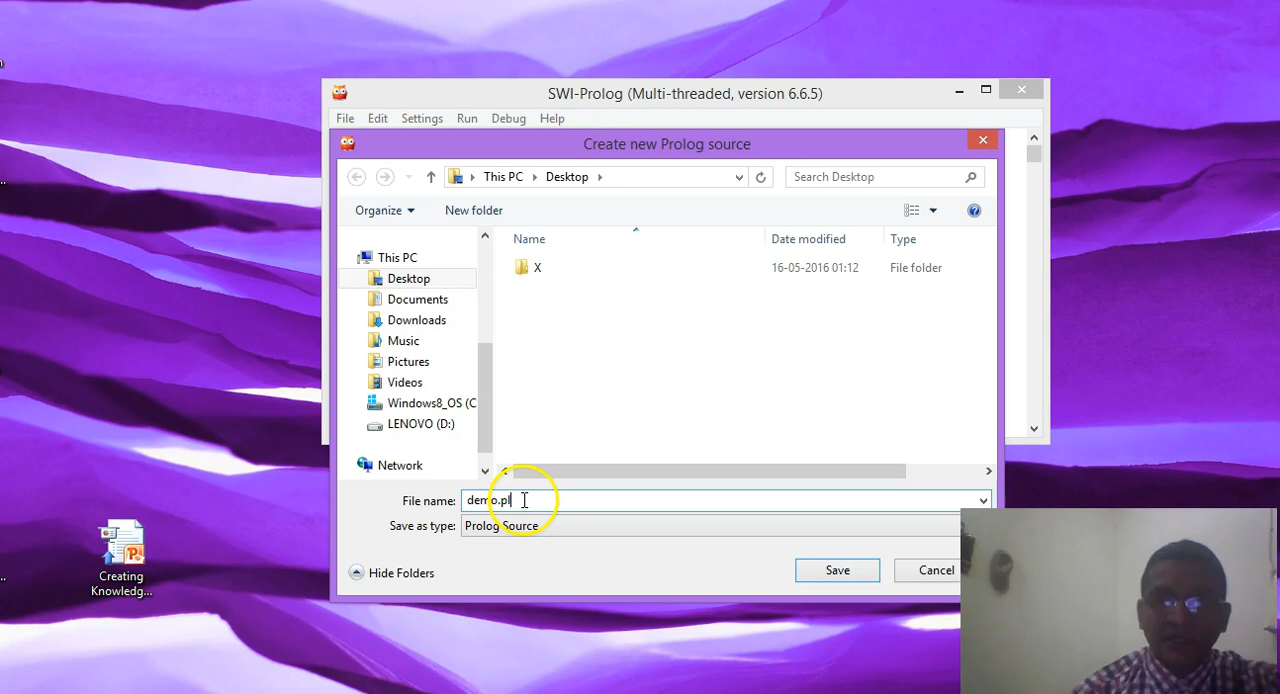 SWI-Prolog (Multi-threaded, version 6.6.5)
File Edit Settings Run Debug Help
Create new Prolog source
This PC Desktop
Search Desktop
Organize New folder
Name Date modified Type
X 16-05-2016 01:12 File folder
This PC
Desktop
Documents
Downloads
Music
Pictures
Videos
Windows8_OS (C
LENOVO (D:)
Network
File name: demo.pl
Save as type: Prolog Source
Hide Folders Save Cancel
Creating
Knowledg...